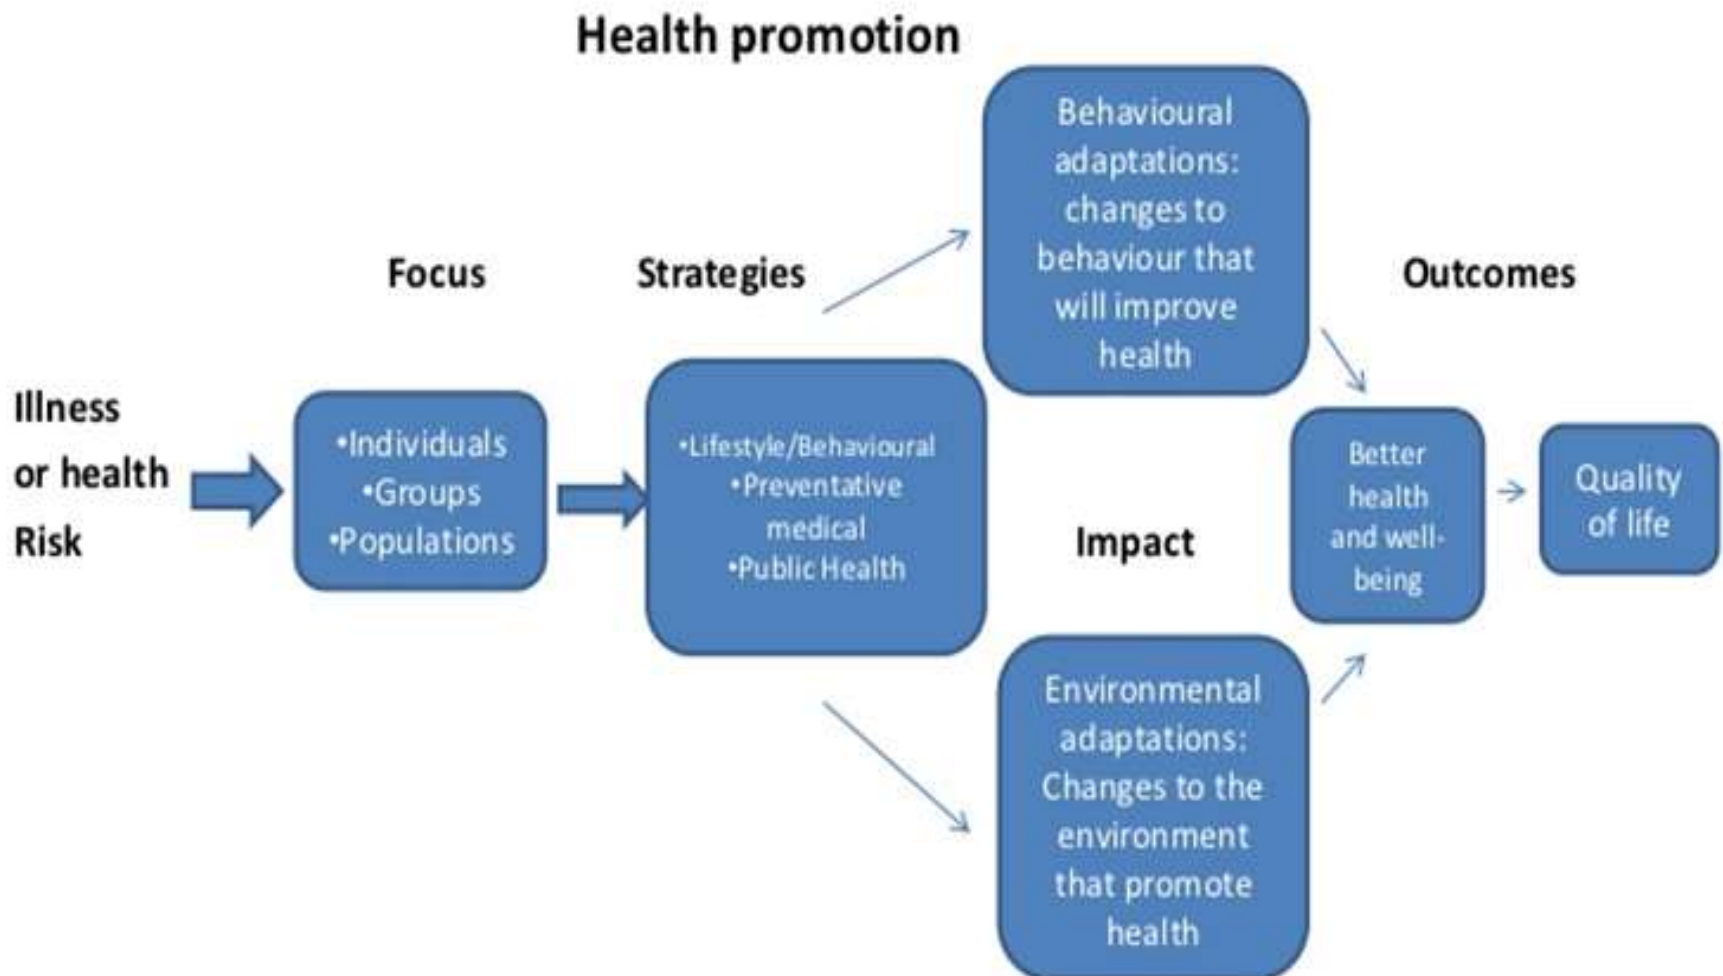 Health promotion
Focus
Strategies
Outcomes
Illness
or health
Risk
•Individuals
•Groups
•Populations
•Lifestyle/Behavioural
•Preventative
medical
•Public Health
Behavioural
adaptations:
changes to
behaviour that
will improve
health
Impact
Environmental
adaptations:
Changes to the
environment
that promote
health
Better
health
and well-
being
Quality
of life